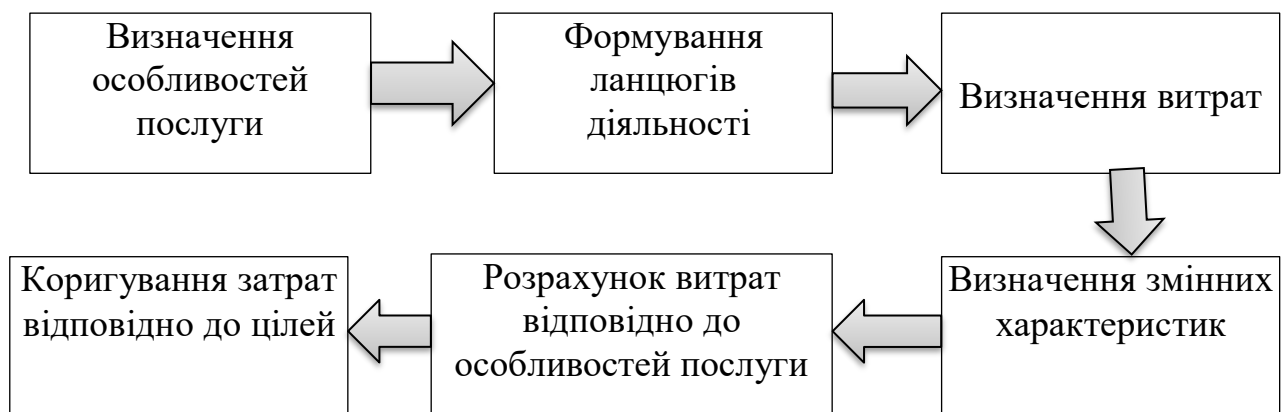 Визначення
особливостей
послуги
Формування
ланцюгів
діяльності
Визначення витрат
Визначення змінних
характеристик
Розрахунок витрат
відповідно до
особливостей послуги
Коригування затрат
відповідно до цілей